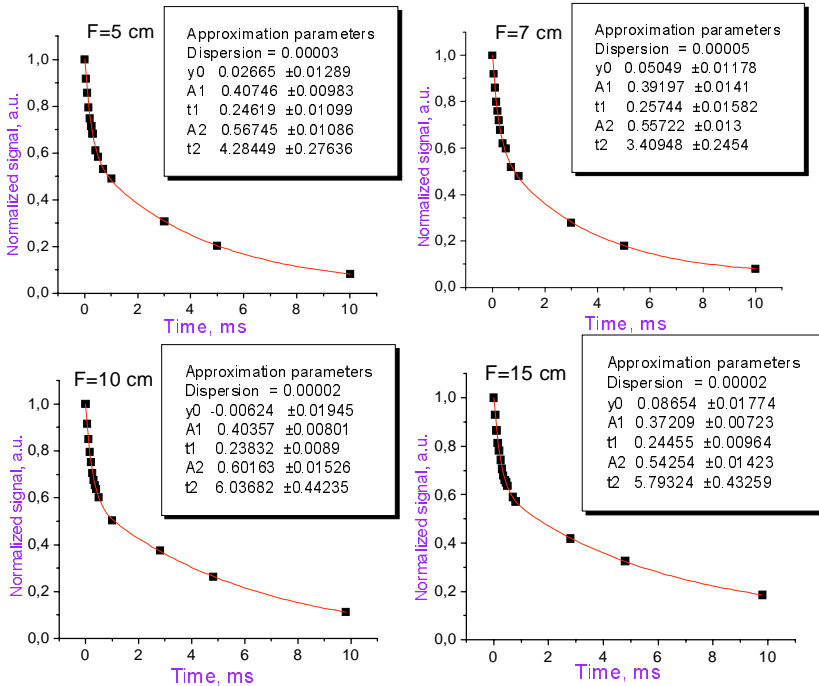 F=5 cm
Approximation parameters
Dispersion = 0.00003
y0 0.02665 ±0.01289
A1 0.40746 ±0.00983
t1 0.24619 ±0.01099
A2 0.56745 ±0.01086
t2 4.28449 ±0.27636
Normalized signal, a.u.
1,0
0,8
0,6
0,4
0,2
0,0
0 2 4 6 8 10
Time, ms
F=7 cm
Approximation parameters
Dispersion = 0.00005
y0 0.05049 ±0.01178
A1 0.39197 ±0.0141
t1 0.25744 ±0.01582
A2 0.55722 ±0.013
t2 3.40948 ±0.2454
Normalized signal, a.u.
1,0
0,8
0,6
0,4
0,2
0,0
0 2 4 6 8 10
Time, ms
F=10 cm
Approximation parameters
Dispersion = 0.00002
y0 -0.00624 ±0.01945
A1 0.40357 ±0.00801
t1 0.23832 ±0.0089
A2 0.60163 ±0.01526
t2 6.03682 ±0.44235
Normalized signal, a.u.
1,0
0,8
0,6
0,4
0,2
0,0
0 2 4 6 8 10
Time, ms
F=15 cm
Approximation parameters
Dispersion = 0.00002
y0 0.08654 ±0.01774
A1 0.37209 ±0.00723
t1 0.24455 ±0.00964
A2 0.54254 ±0.01423
t2 5.79324 ±0.43259
Normalized signal, a.u.
1,0
0,8
0,6
0,4
0,2
0,0
0 2 4 6 8 10
Time, ms